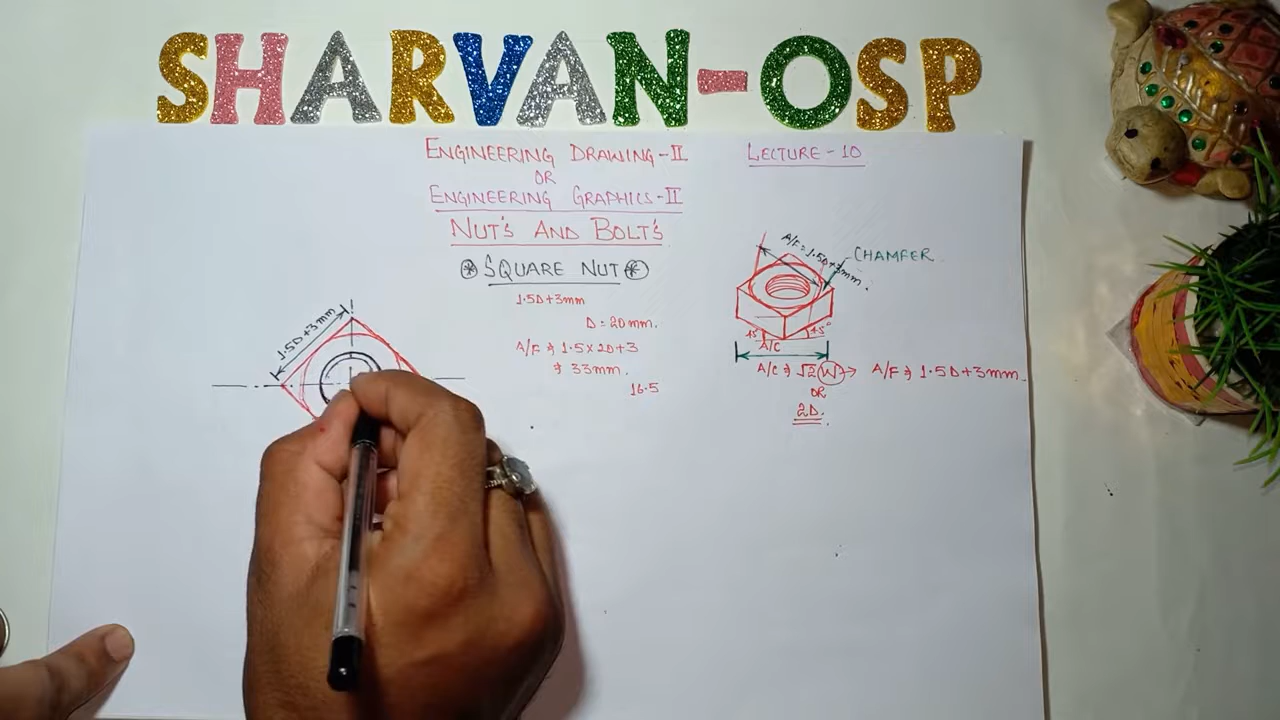 SHARVAN-OSP
ENGINEERING DRAWING-II
OR
ENGINEERING GRAPHICS-II
LECTURE-10
NUT'S AND BOLT'S
SQUARE NUT
1.5D+3mm
D=20mm.
A/F ⇒ 1.5×20+3
⇒ 33mm.
16.5
1.5D+3mm
A/F=1.5D+3mm.
CHAMFER
45°
45°
A/C
A/C ⇒ √2 W → A/F ⇒ 1.5D+3mm.
OR
2D.